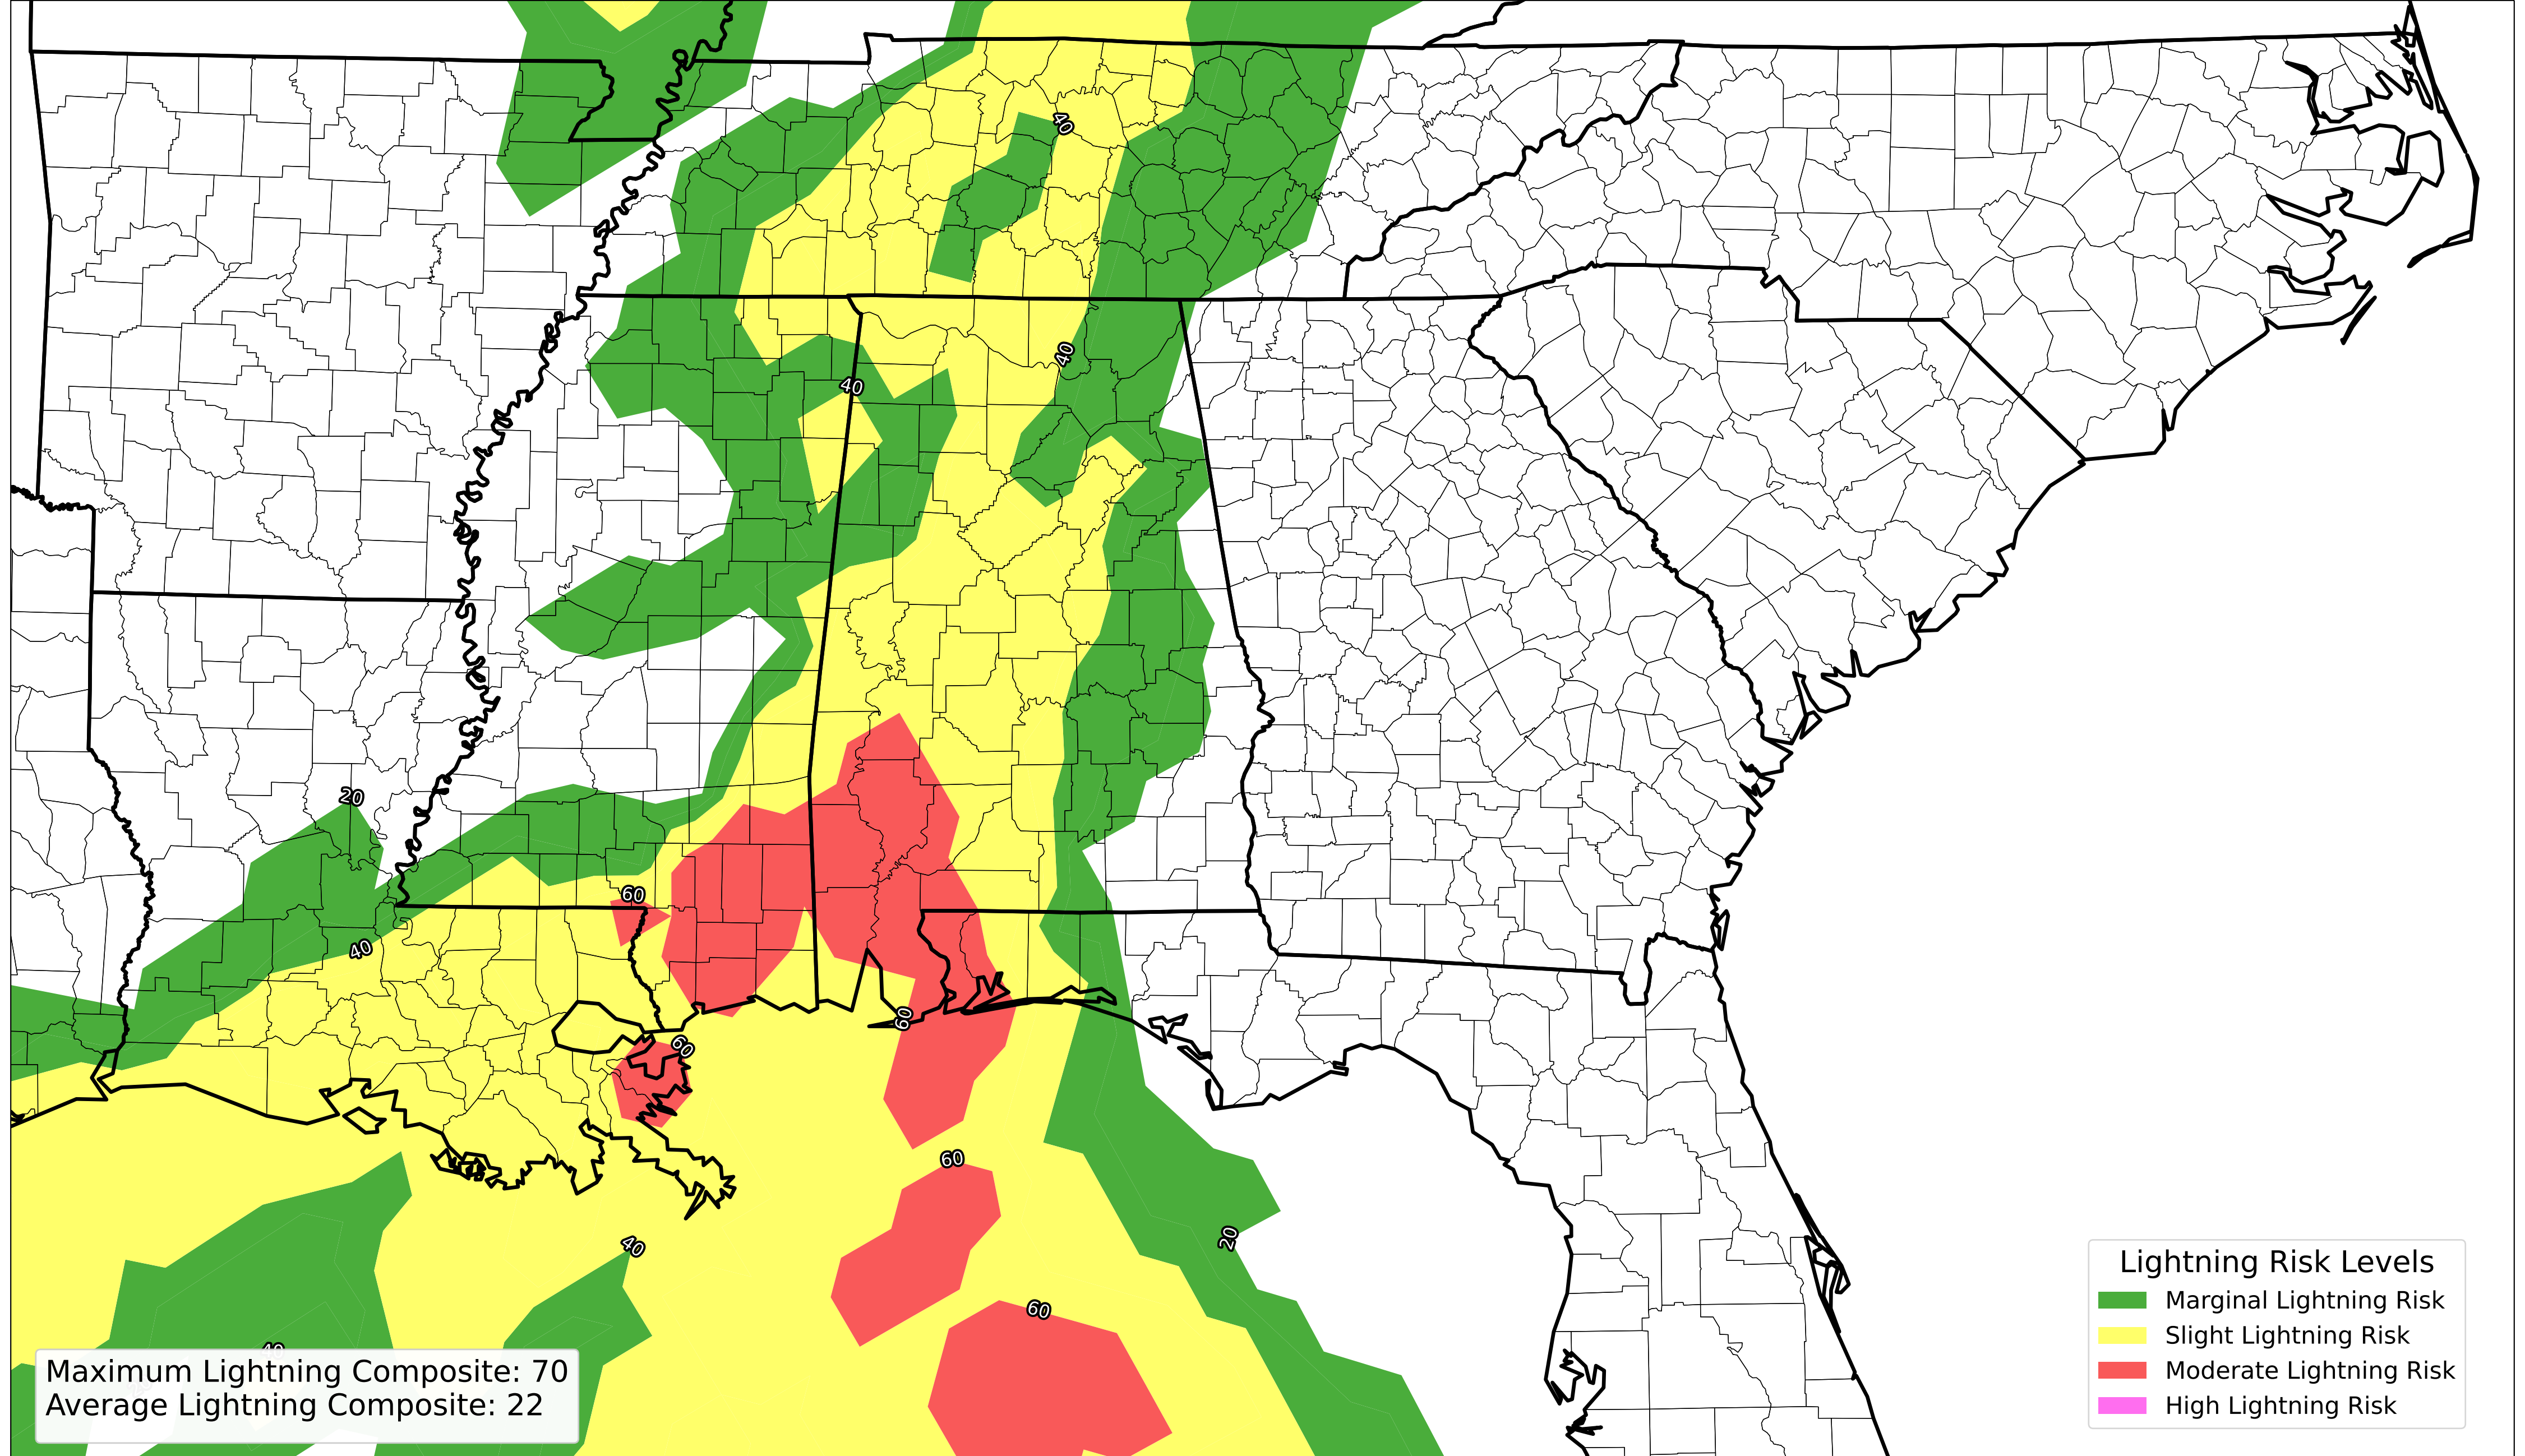 40
40
40
20
60
40
60
60
60
20
40
60
40
Maximum Lightning Composite: 70
Average Lightning Composite: 22
Lightning Risk Levels
Marginal Lightning Risk
Slight Lightning Risk
Moderate Lightning Risk
High Lightning Risk